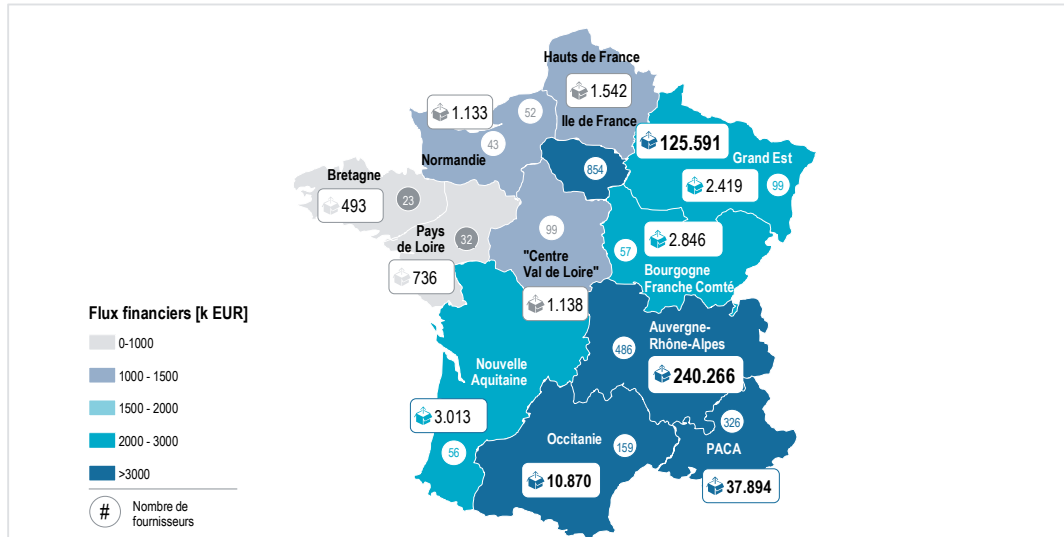 Hauts de France
1.542
1.133
52
Ile de France
43
Normandie
125.591
Grand Est
854
2.419
99
Bretagne
23
493
Pays
de Loire
32
736
99
"Centre
Val de Loire"
1.138
57
2.846
Bourgogne
Franche Comté
Flux financiers [k EUR]
0-1000
1000 - 1500
1500 - 2000
2000 - 3000
>3000
#
Nombre de
fournisseurs
Auvergne-
Rhône-Alpes
486
240.266
Nouvelle
Aquitaine
3.013
56
Occitanie
159
10.870
326
PACA
37.894